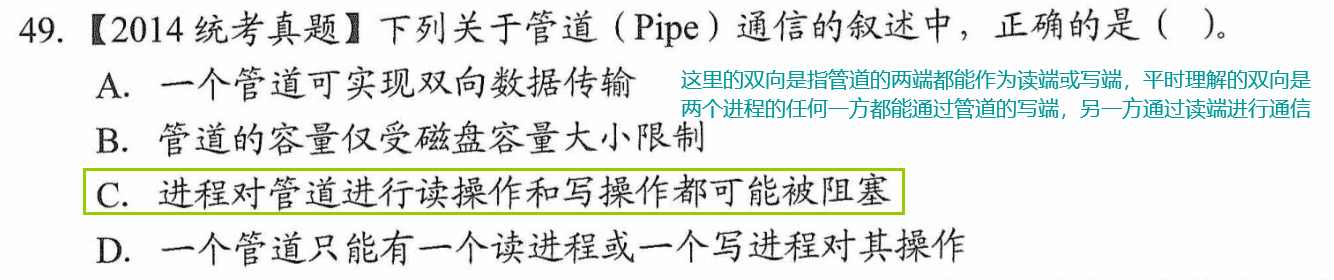 49.【2014 统考真题】下列关于管道（Pipe）通信的叙述中，正确的是（ ）。
A. 一个管道可实现双向数据传输
这里的双向是指管道的两端都能作为读端或写端，平时理解的双向是
两个进程的任何一方都能通过管道的写端，另一方通过读端进行通信
B. 管道的容量仅受磁盘容量大小限制
C. 进程对管道进行读操作和写操作都可能被阻塞
D. 一个管道只能有一个读进程或一个写进程对其操作